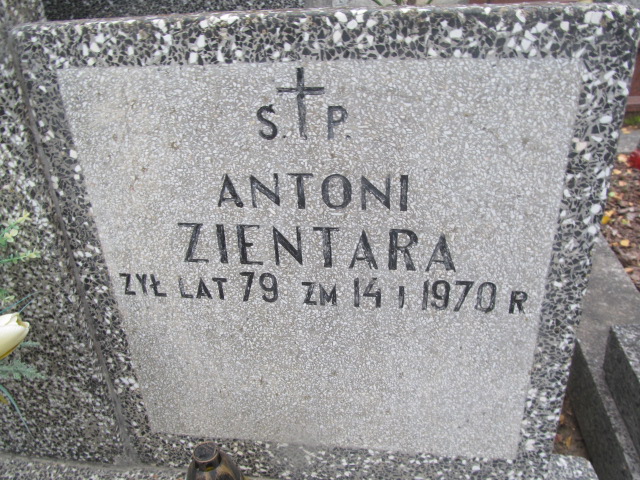 Ś. P.
ANTONI
ZIENTARA
ŻYŁ LAT 79 ZM 14 I 1970 R